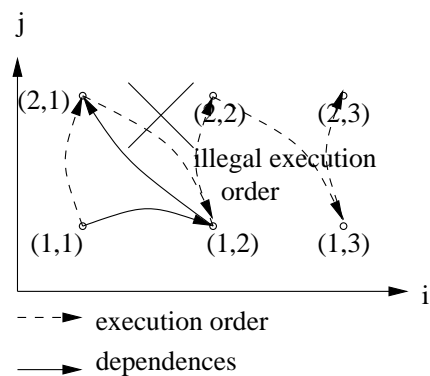 j
(2,1)
(2,2)
(2,3)
illegal execution
order
(1,1)
(1,2)
(1,3)
i
execution order
dependences